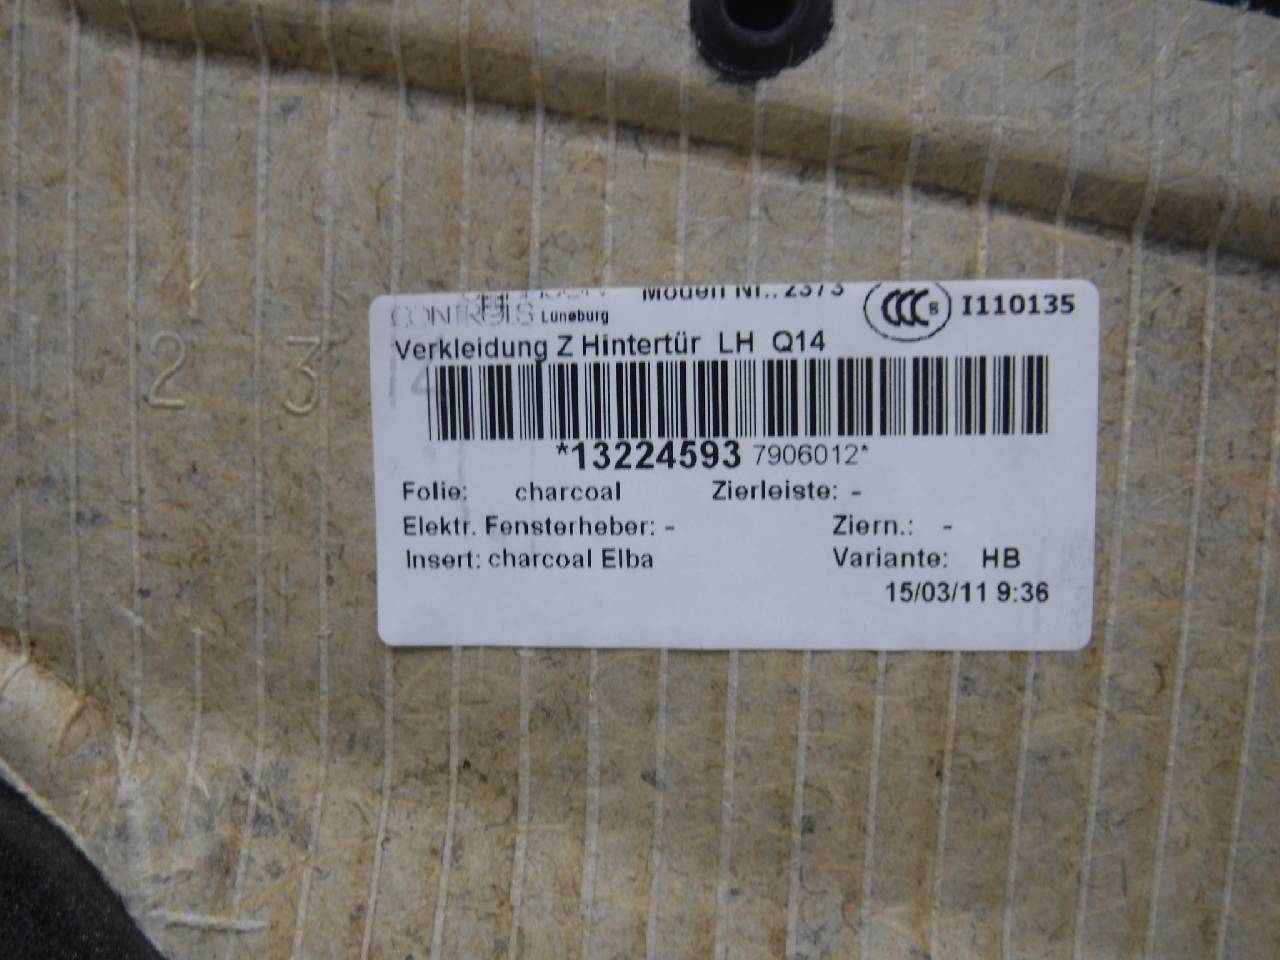 CONTROLS Lüneburg
Modell Nr.: 2373
CCC S I110135
Verkleidung Z Hintertür LH Q14
*13224593 7906012*
Folie: charcoal Zierleiste: -
Elektr. Fensterheber: - Ziern.: -
Insert: charcoal Elba Variante: HB
15/03/11 9:36
2 3